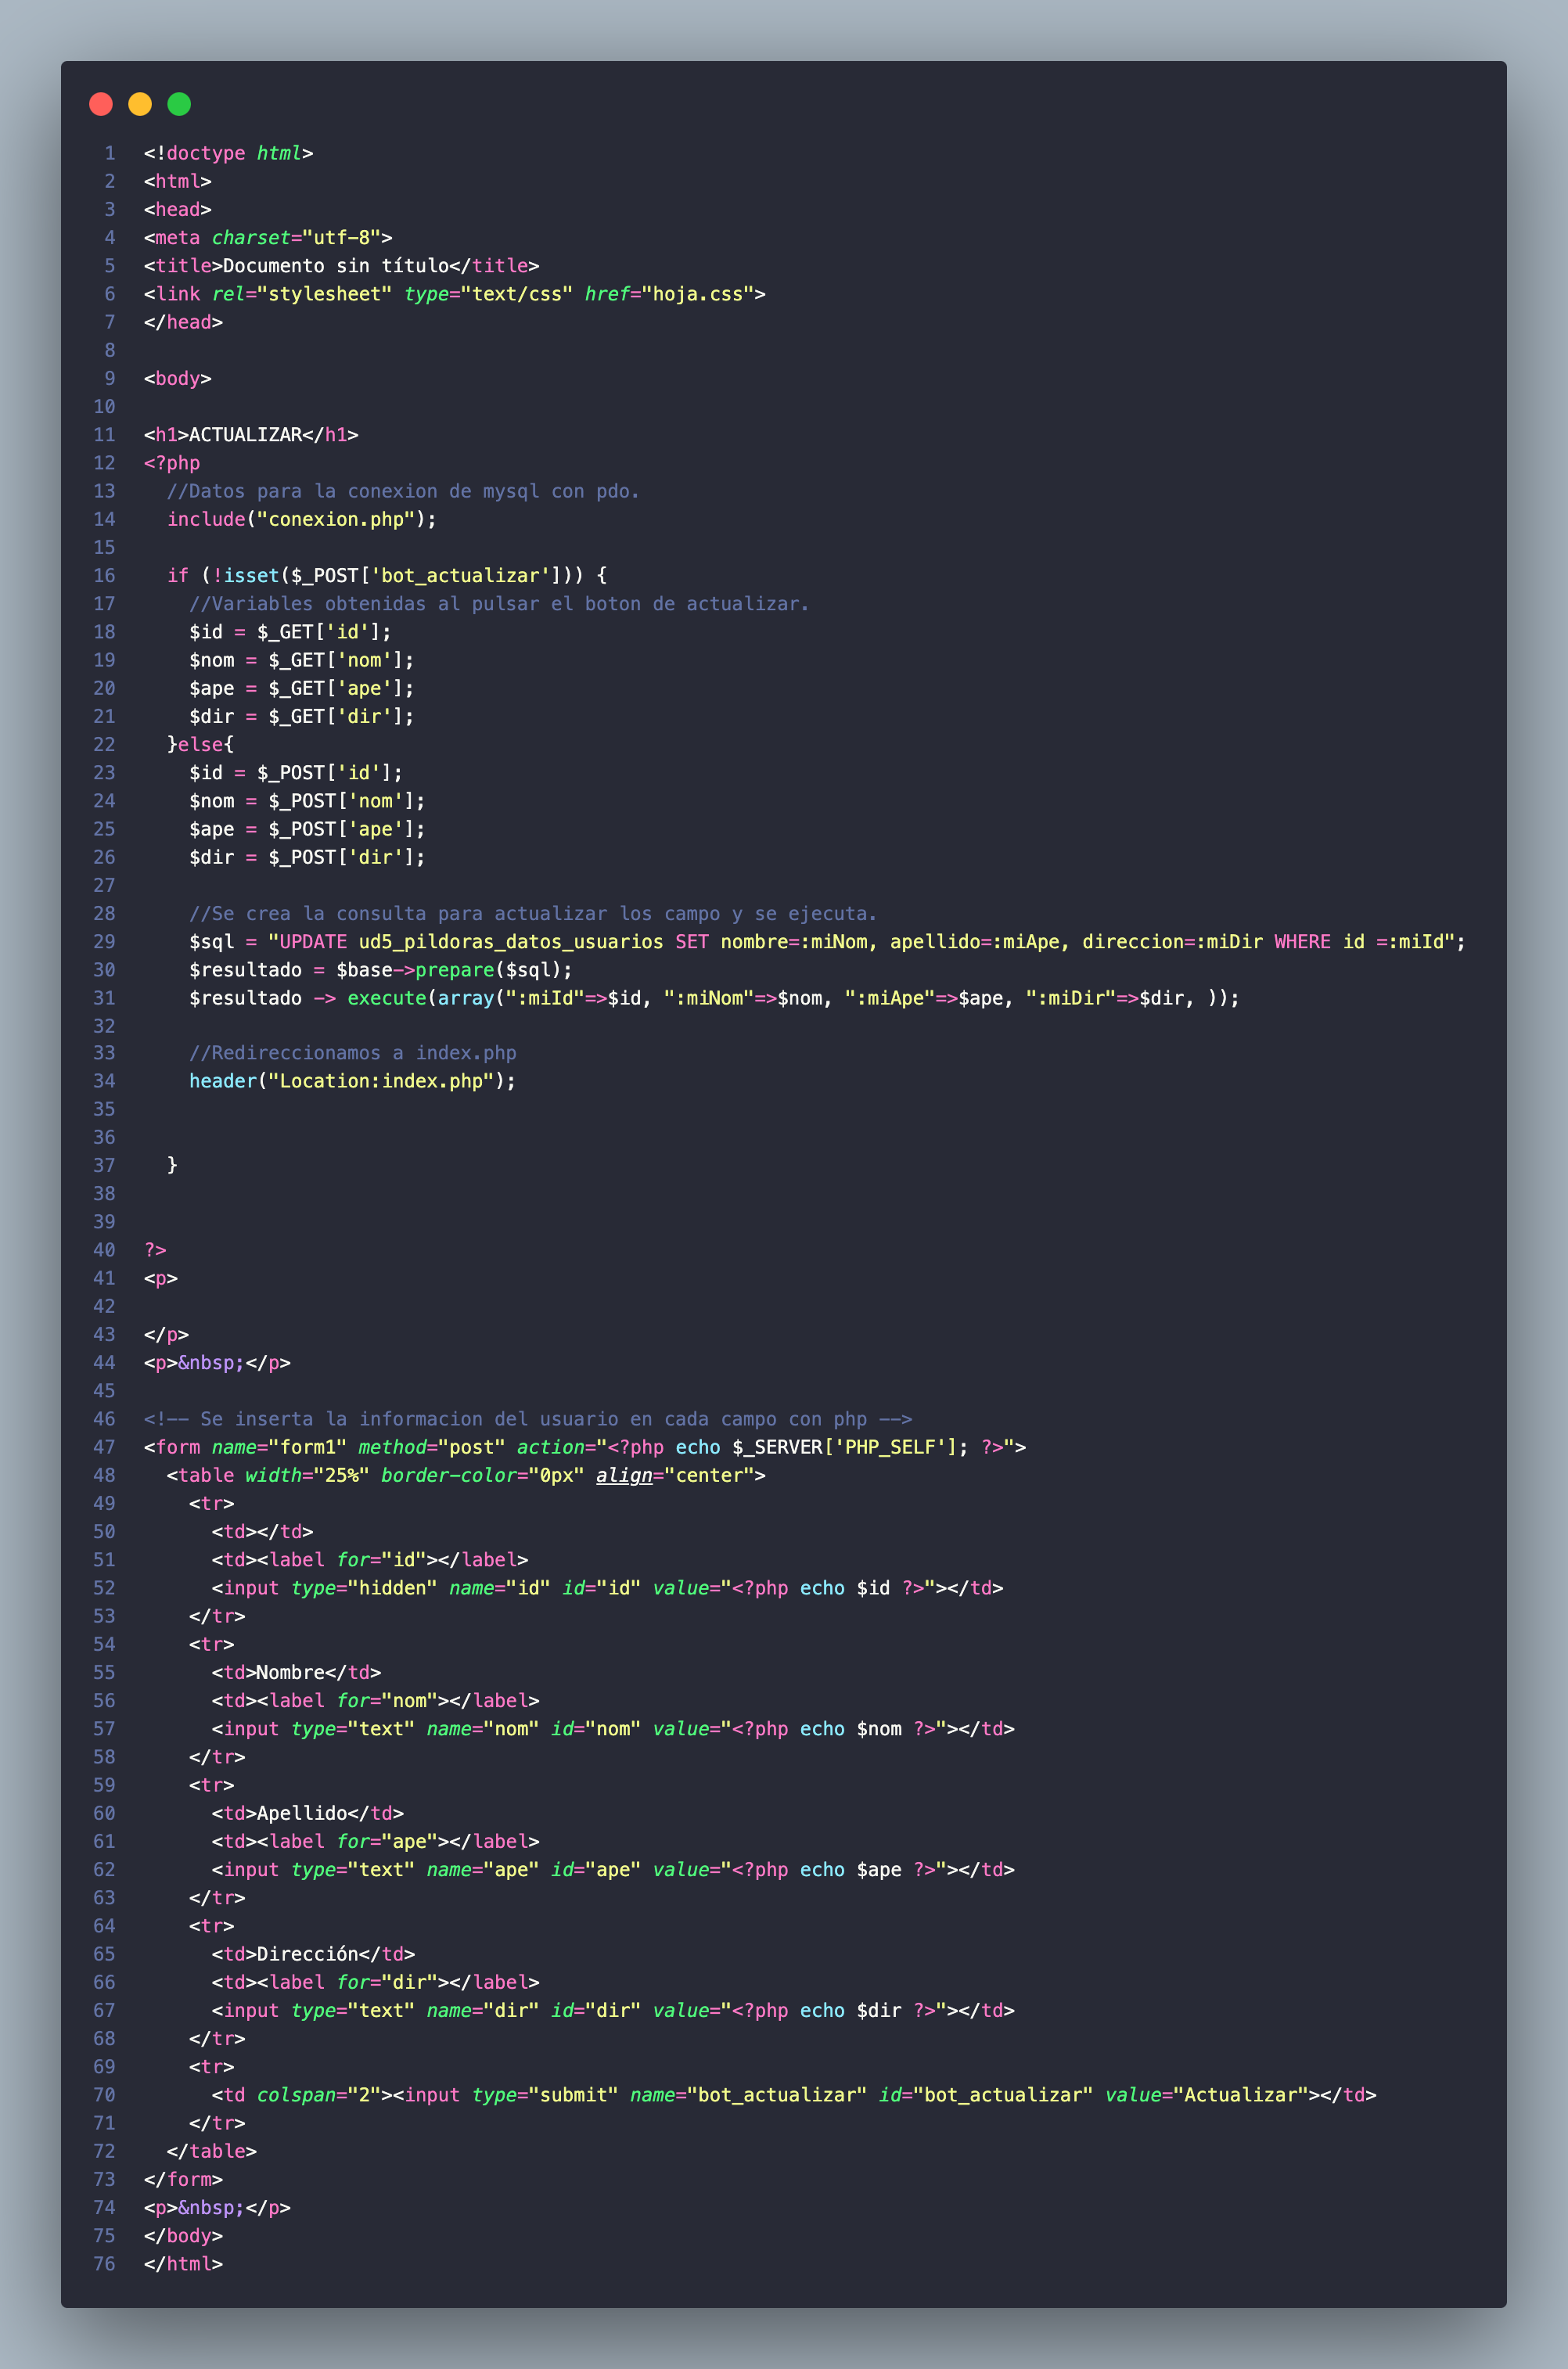 1 <!doctype html>
2 <html>
3 <head>
4 <meta charset="utf-8">
5 <title>Documento sin título</title>
6 <link rel="stylesheet" type="text/css" href="hoja.css">
7 </head>
8
9 <body>
10
11 <h1>ACTUALIZAR</h1>
12 <?php
13   //Datos para la conexion de mysql con pdo.
14   include("conexion.php");
15
16   if (!isset($_POST['bot_actualizar'])) {
17     //Variables obtenidas al pulsar el boton de actualizar.
18     $id = $_GET['id'];
19     $nom = $_GET['nom'];
20     $ape = $_GET['ape'];
21     $dir = $_GET['dir'];
22   }else{
23     $id = $_POST['id'];
24     $nom = $_POST['nom'];
25     $ape = $_POST['ape'];
26     $dir = $_POST['dir'];
27
28     //Se crea la consulta para actualizar los campo y se ejecuta.
29     $sql = "UPDATE ud5_pildoras_datos_usuarios SET nombre=:miNom, apellido=:miApe, direccion=:miDir WHERE id =:miId";
30     $resultado = $base->prepare($sql);
31     $resultado -> execute(array(":miId"=>$id, ":miNom"=>$nom, ":miApe"=>$ape, ":miDir"=>$dir, ));
32
33     //Redireccionamos a index.php
34     header("Location:index.php");
35
36
37   }
38
39
40 ?>
41 <p>
42
43 </p>
44 <p>&nbsp;</p>
45
46 <!-- Se inserta la informacion del usuario en cada campo con php -->
47 <form name="form1" method="post" action="<?php echo $_SERVER['PHP_SELF']; ?>">
48   <table width="25%" border-color="0px" align="center">
49     <tr>
50       <td></td>
51       <td><label for="id"></label>
52       <input type="hidden" name="id" id="id" value="<?php echo $id ?>"></td>
53     </tr>
54     <tr>
55       <td>Nombre</td>
56       <td><label for="nom"></label>
57       <input type="text" name="nom" id="nom" value="<?php echo $nom ?>"></td>
58     </tr>
59     <tr>
60       <td>Apellido</td>
61       <td><label for="ape"></label>
62       <input type="text" name="ape" id="ape" value="<?php echo $ape ?>"></td>
63     </tr>
64     <tr>
65       <td>Dirección</td>
66       <td><label for="dir"></label>
67       <input type="text" name="dir" id="dir" value="<?php echo $dir ?>"></td>
68     </tr>
69     <tr>
70       <td colspan="2"><input type="submit" name="bot_actualizar" id="bot_actualizar" value="Actualizar"></td>
71     </tr>
72   </table>
73 </form>
74 <p>&nbsp;</p>
75 </body>
76 </html>